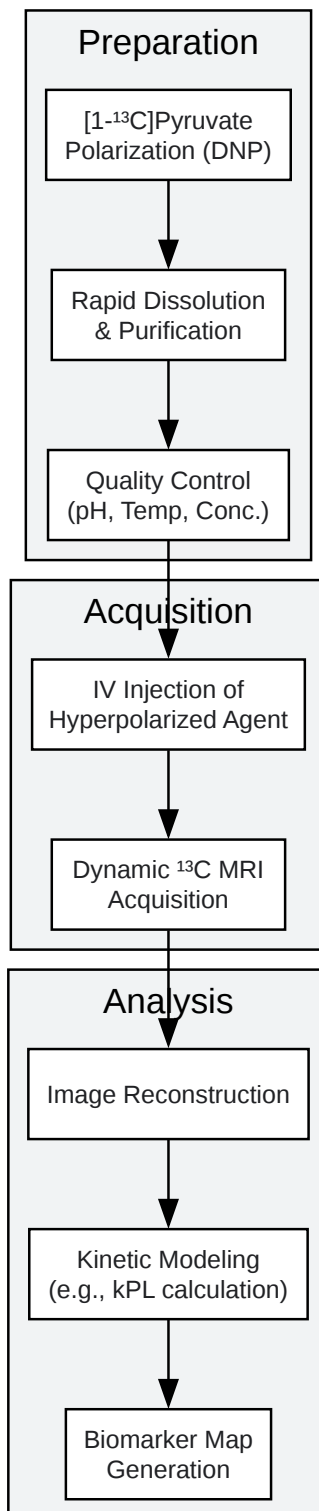 Preparation
[1-¹³C]Pyruvate
Polarization (DNP)
Rapid Dissolution
& Purification
Quality Control
(pH, Temp, Conc.)
Acquisition
IV Injection of
Hyperpolarized Agent
Dynamic ¹³C MRI
Acquisition
Analysis
Image Reconstruction
Kinetic Modeling
(e.g., kPL calculation)
Biomarker Map
Generation